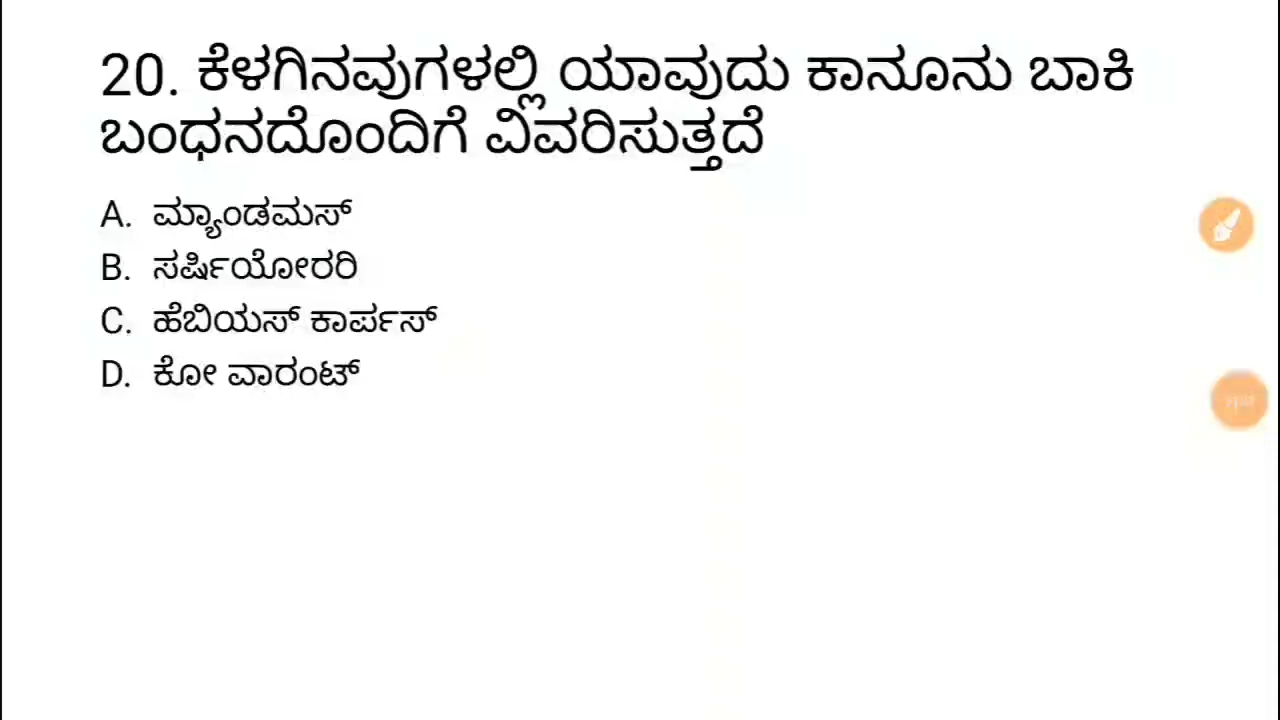 20. ಕೆಳಗಿನವುಗಳಲ್ಲಿ ಯಾವುದು ಕಾನೂನು ಬಾಕಿ
ಬಂಧನದೊಂದಿಗೆ ವಿವರಿಸುತ್ತದೆ
A. ಮ್ಯಾಂಡಮಸ್
B. ಸರ್ಷಿಯೋರರಿ
C. ಹೆಬಿಯಸ್ ಕಾರ್ಪಸ್
D. ಕೋ ವಾರಂಟ್